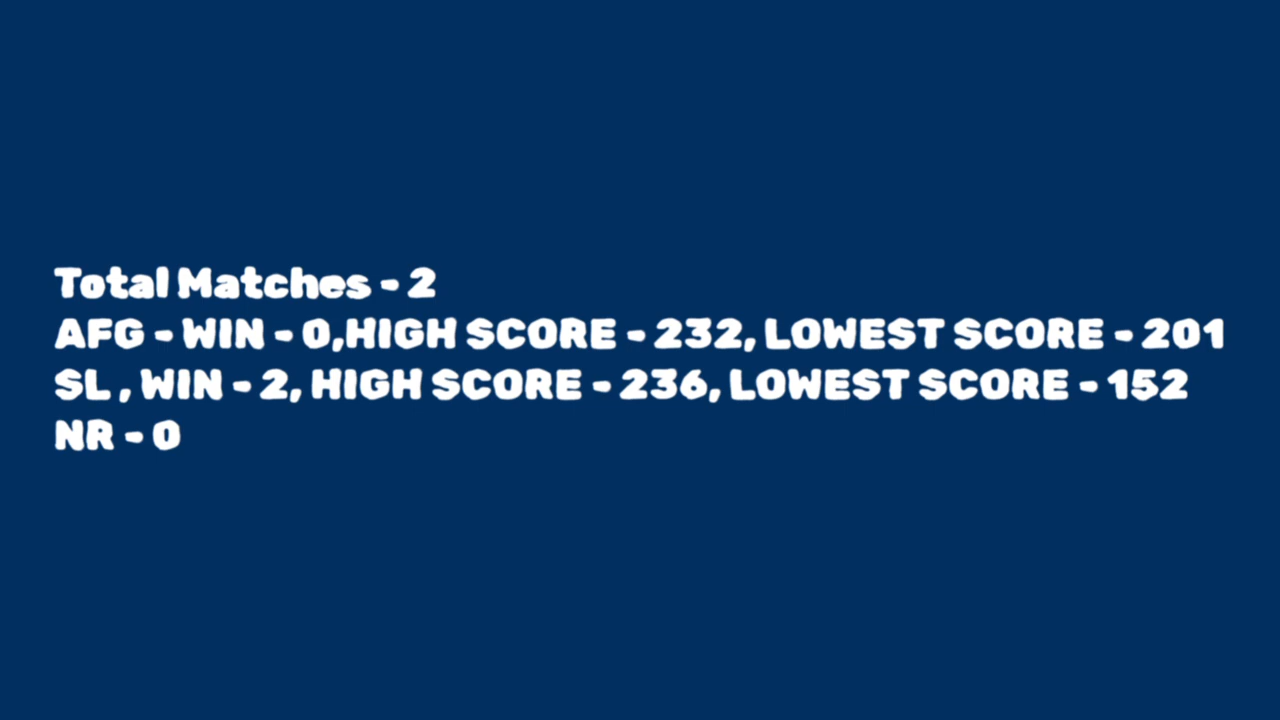 Total Matches - 2
AFG - WIN - 0,HIGH SCORE - 232, LOWEST SCORE - 201
SL , WIN - 2, HIGH SCORE - 236, LOWEST SCORE - 152
NR - 0